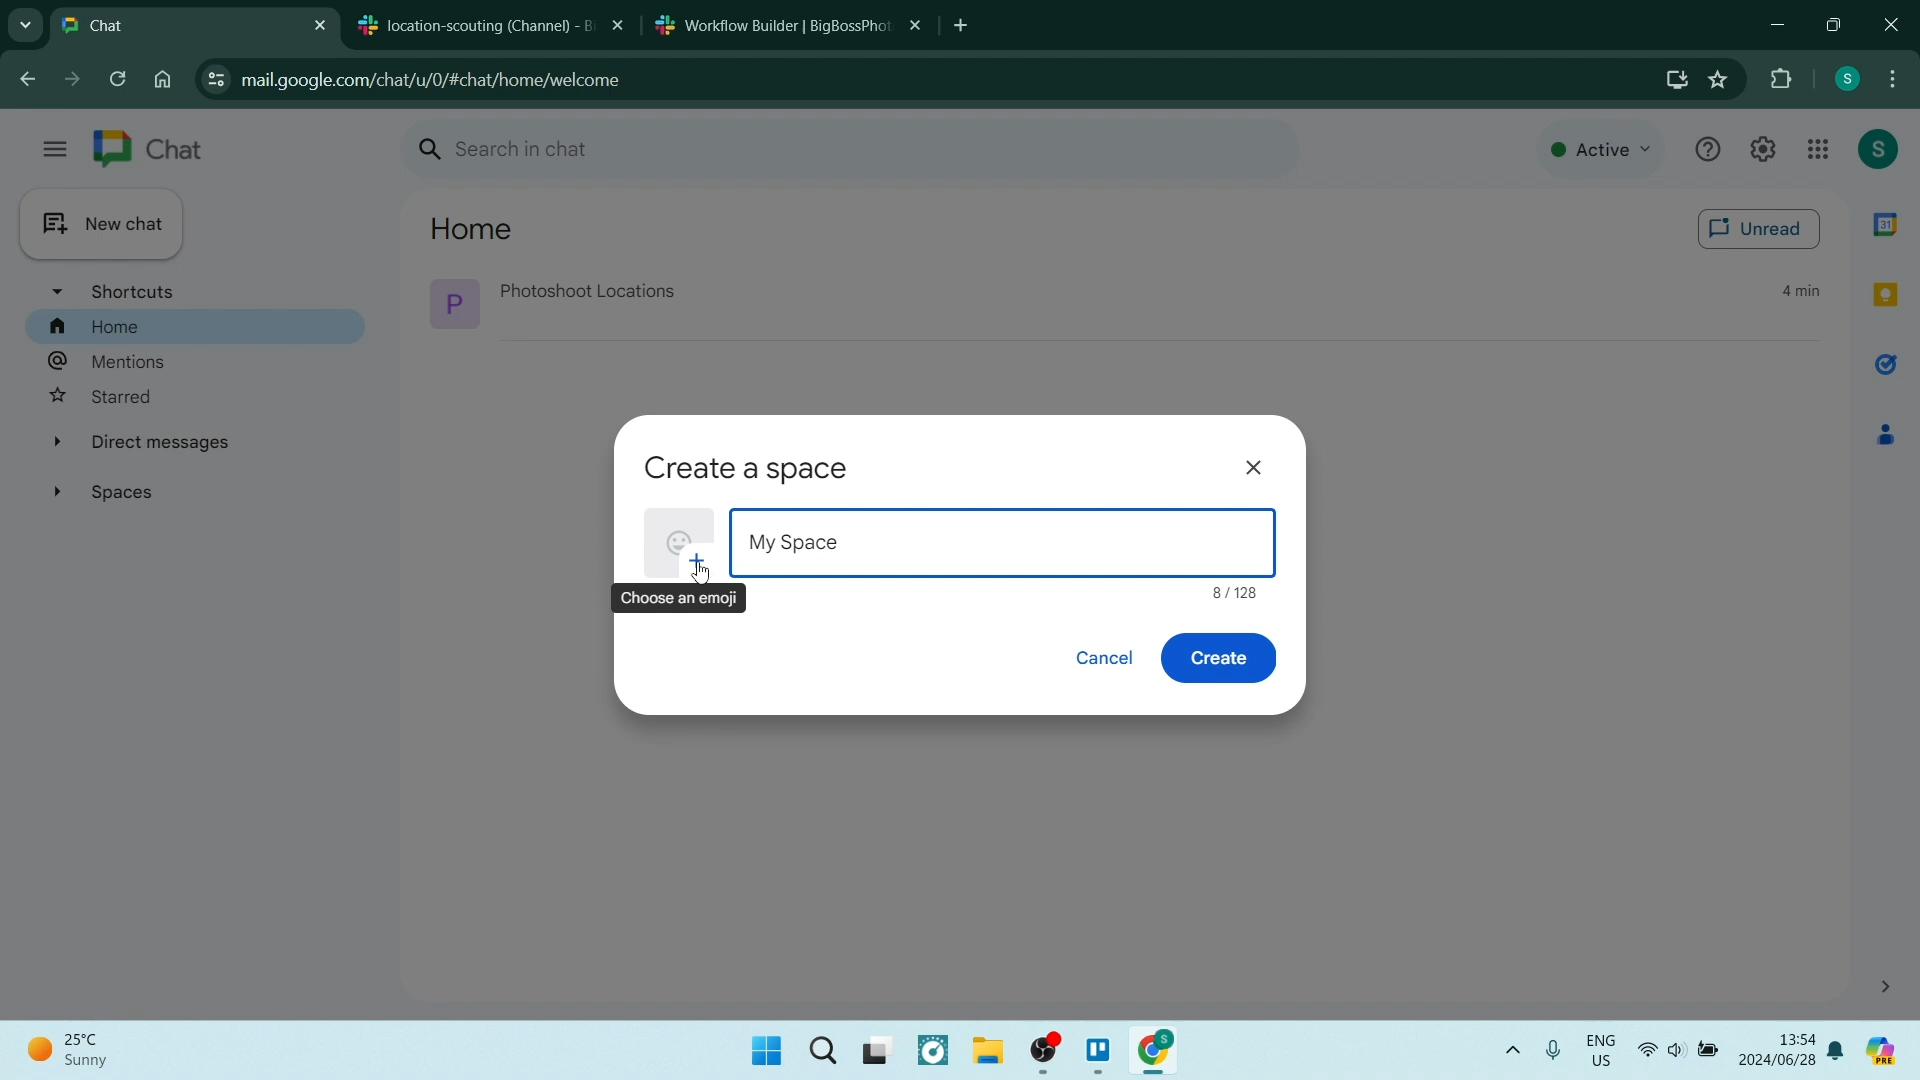 Chat
location-scouting (Channel) - B
Workflow Builder | BigBossPhot
mail.google.com/chat/u/0/#chat/home/welcome
S
Chat
Search in chat
Active
S
New chat
Home
Unread
31
Shortcuts
P
Photoshoot Locations
4 min
Home
Mentions
Starred
Direct messages
Spaces
Create a space
My Space
Choose an emoji
8 / 128
Cancel
Create
25°C
Sunny
S
ENG
US
13:54
2024/06/28
PRE